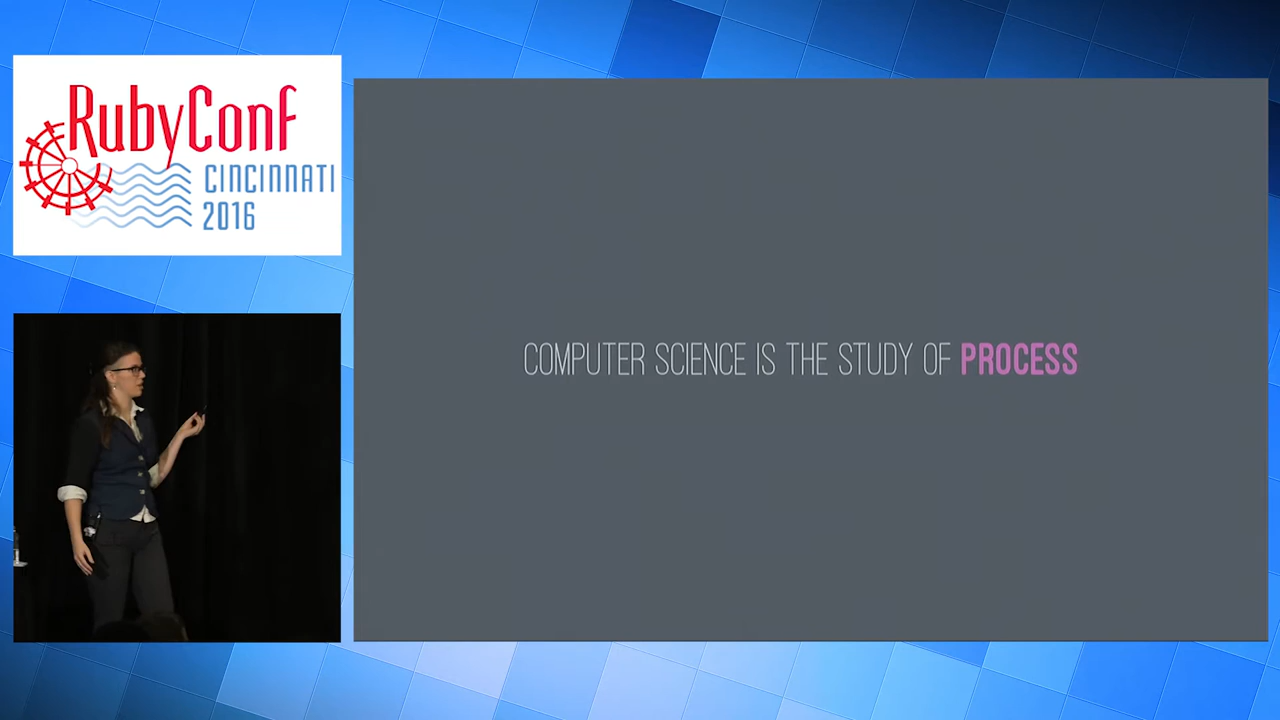 RubyConf
CINCINNATI
2016
COMPUTER SCIENCE IS THE STUDY OF PROCESS